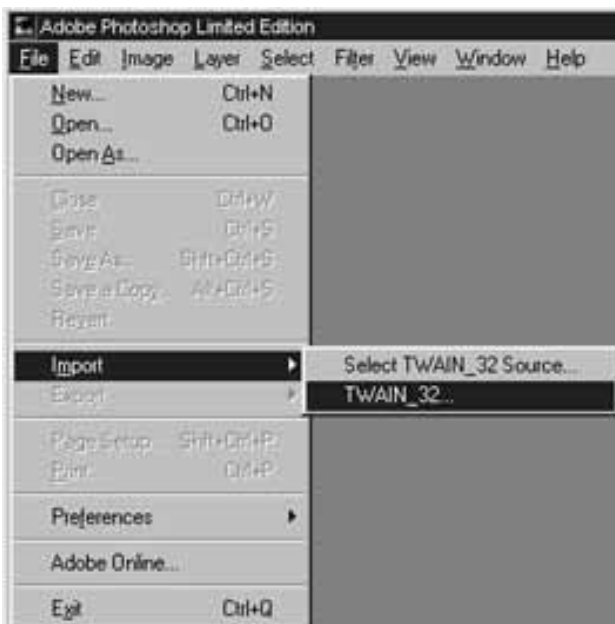 Adobe Photoshop Limited Edition
File Edit Image Layer Select Filter View Window Help
New... Ctrl+N
Open... Ctrl+O
Open As...
Close Ctrl+W
Save Ctrl+S
Save As... Shift+Ctrl+S
Save a Copy... Alt+Ctrl+S
Revert
Import Select TWAIN_32 Source...
Export TWAIN_32...
Page Setup Shift+Ctrl+P
Print Ctrl+P
Preferences
Adobe Online...
Exit Ctrl+Q